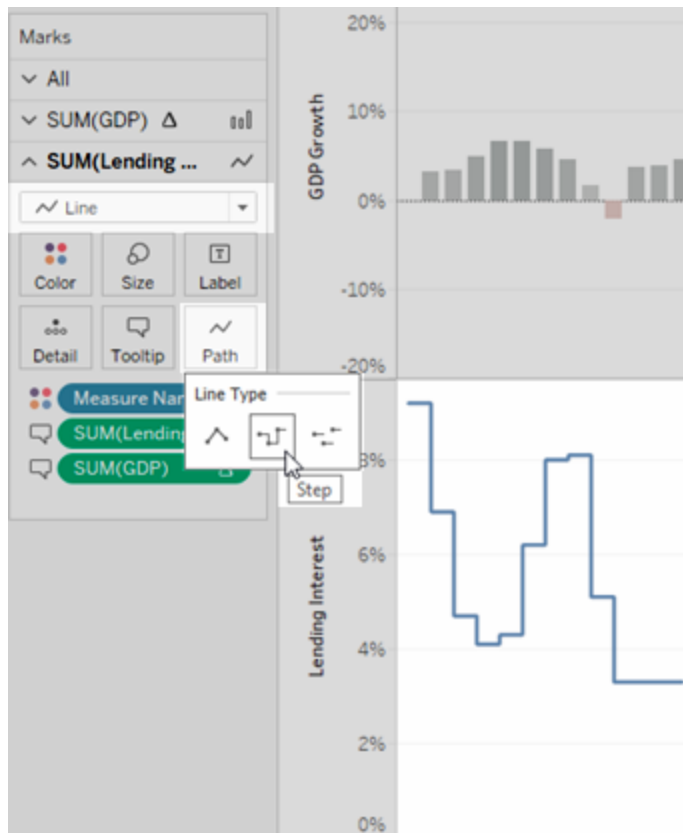 Marks
All
SUM(GDP) Δ
SUM(Lending ...
Line
Color Size Label
Detail Tooltip Path
Line Type
Measure Nar
SUM(Lending
SUM(GDP)
Step
20%
10%
0%
-10%
-20%
GDP Growth
8%
6%
4%
2%
0%
Lending Interest